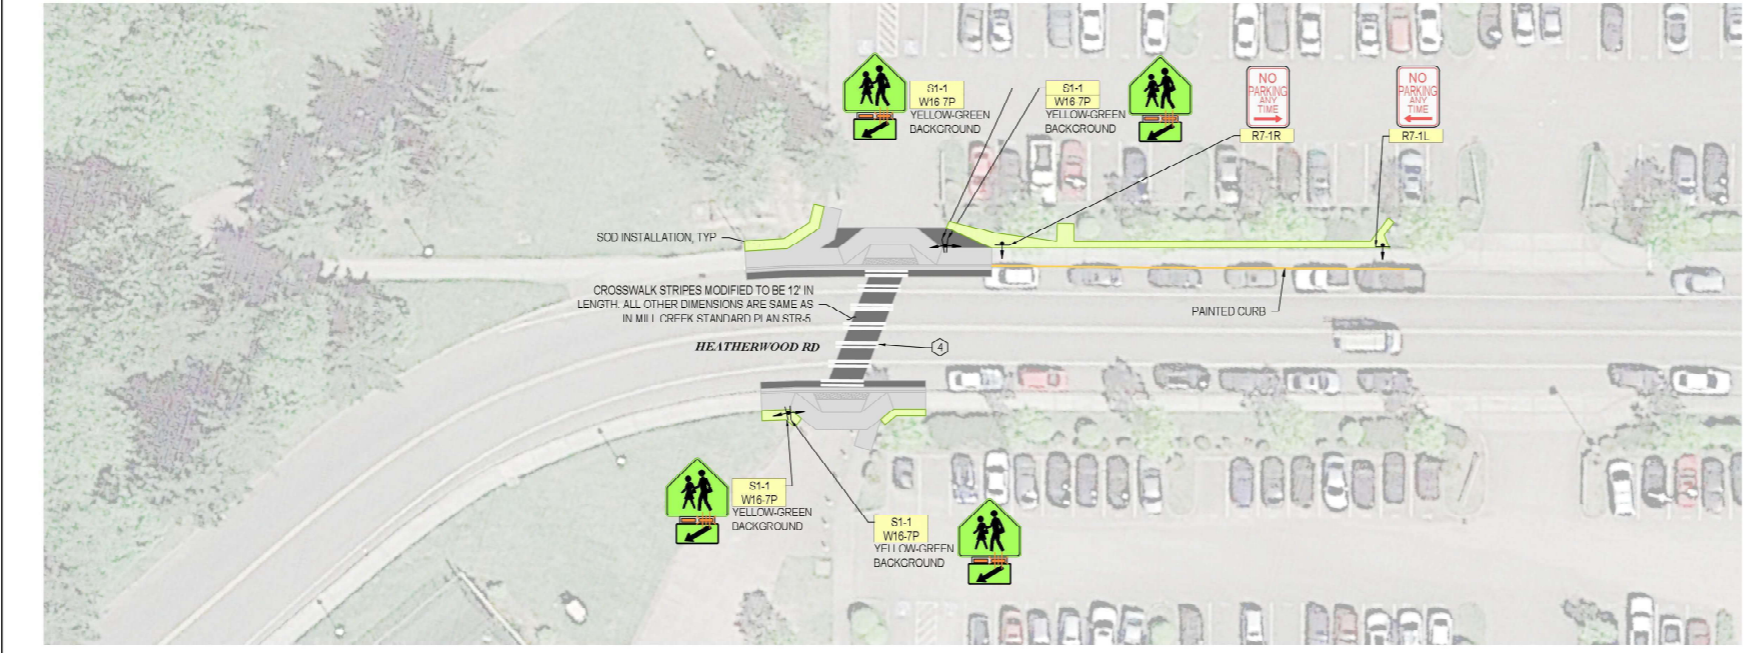 S1-1
W16-7P
YELLOW-GREEN
BACKGROUND
S1-1
W16-7P
YELLOW-GREEN
BACKGROUND
NO
PARKING
ANY
TIME
R7-1R
NO
PARKING
ANY
TIME
R7-1L
SOD INSTALLATION, TYP
CROSSWALK STRIPES MODIFIED TO BE 12' IN
LENGTH. ALL OTHER DIMENSIONS ARE SAME AS
IN MILL CREEK STANDARD PLAN STR-5
PAINTED CURB
HEATHERWOOD RD
4
S1-1
W16-7P
YELLOW-GREEN
BACKGROUND
S1-1
W16-7P
YELLOW-GREEN
BACKGROUND